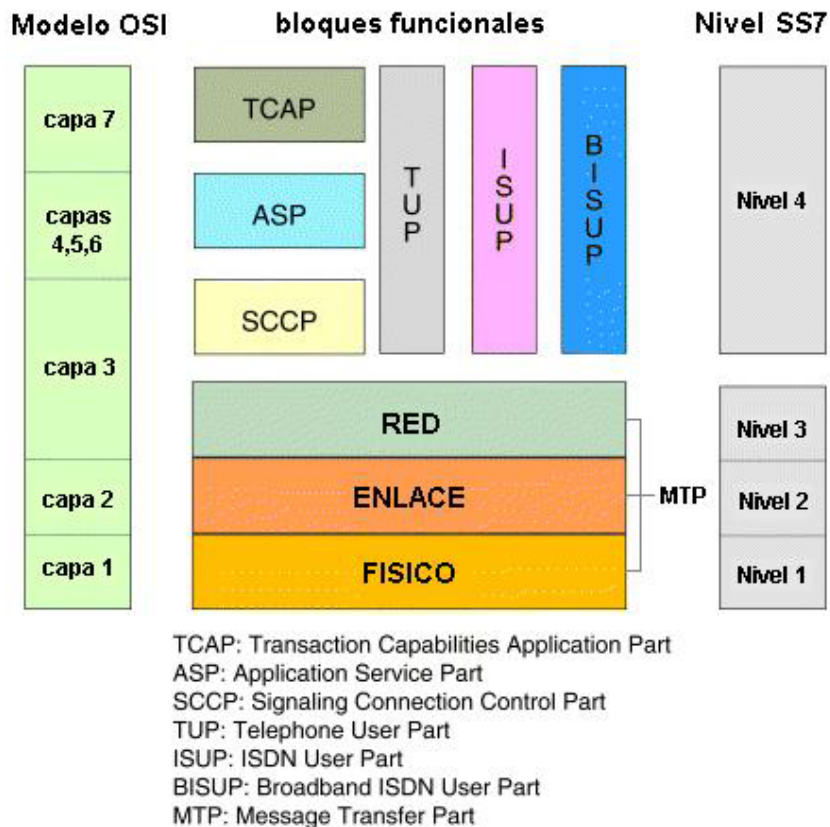 Modelo OSI
bloques funcionales
Nivel SS7
capa 7
capas
4,5,6
capa 3
capa 2
capa 1
TCAP
ASP
SCCP
TUP
ISUP
BISUP
RED
ENLACE
FISICO
MTP
Nivel 4
Nivel 3
Nivel 2
Nivel 1
TCAP: Transaction Capabilities Application Part
ASP: Application Service Part
SCCP: Signaling Connection Control Part
TUP: Telephone User Part
ISUP: ISDN User Part
BISUP: Broadband ISDN User Part
MTP: Message Transfer Part